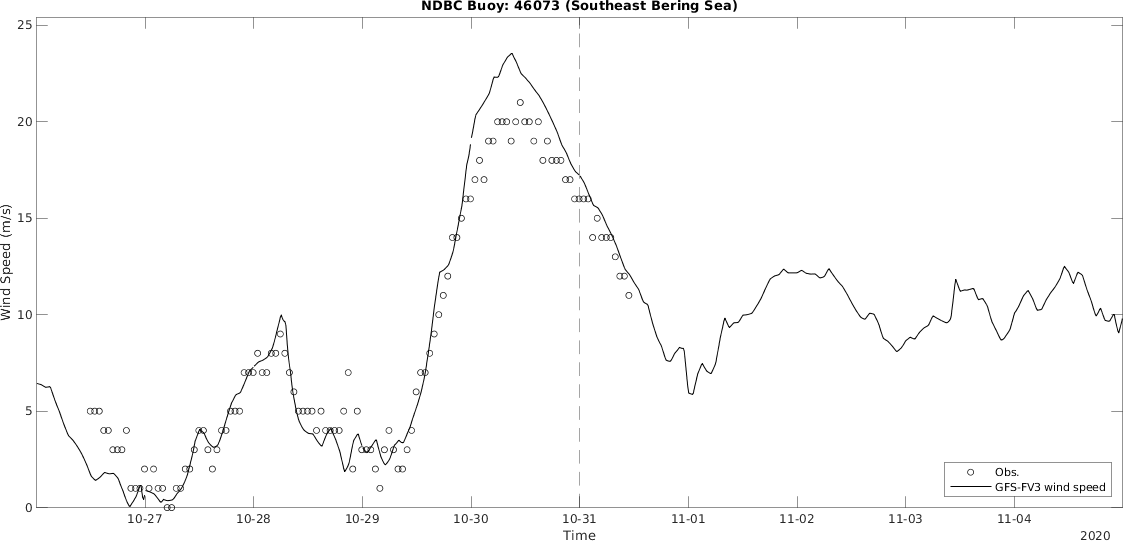 NDBC Buoy: 46073 (Southeast Bering Sea)
25
20
15
10
5
0
Wind Speed (m/s)
Obs.
GFS-FV3 wind speed
10-27 10-28 10-29 10-30 10-31 11-01 11-02 11-03 11-04
Time
2020